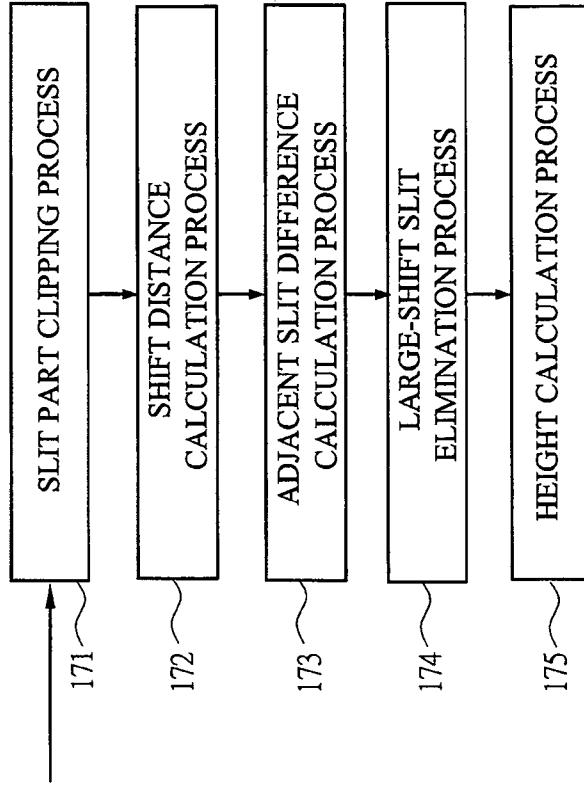 SLIT PART CLIPPING PROCESS
171
SHIFT DISTANCE
CALCULATION PROCESS
172
ADJACENT SLIT DIFFERENCE
CALCULATION PROCESS
173
LARGE-SHIFT SLIT
ELIMINATION PROCESS
174
HEIGHT CALCULATION PROCESS
175